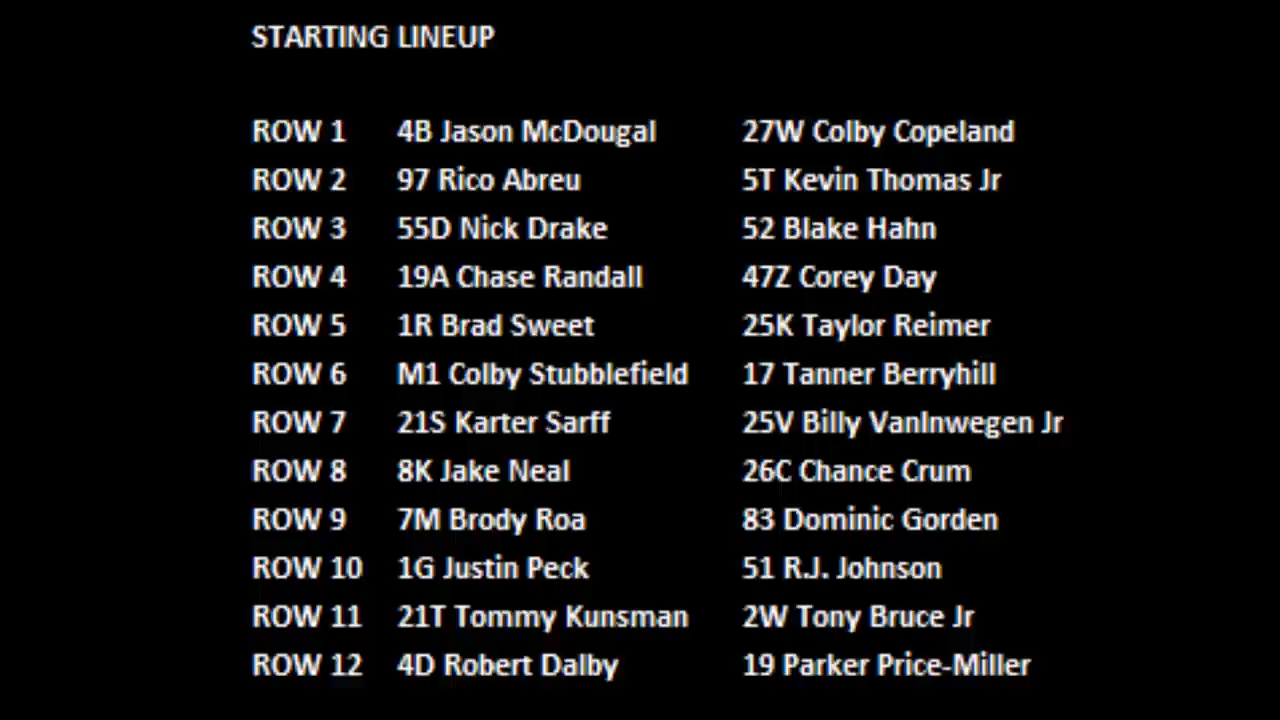 STARTING LINEUP
ROW 1 4B Jason McDougal 27W Colby Copeland
ROW 2 97 Rico Abreu 5T Kevin Thomas Jr
ROW 3 55D Nick Drake 52 Blake Hahn
ROW 4 19A Chase Randall 47Z Corey Day
ROW 5 1R Brad Sweet 25K Taylor Reimer
ROW 6 M1 Colby Stubblefield 17 Tanner Berryhill
ROW 7 21S Karter Sarff 25V Billy VanInwegen Jr
ROW 8 8K Jake Neal 26C Chance Crum
ROW 9 7M Brody Roa 83 Dominic Gorden
ROW 10 1G Justin Peck 51 R.J. Johnson
ROW 11 21T Tommy Kunsman 2W Tony Bruce Jr
ROW 12 4D Robert Dalby 19 Parker Price-Miller